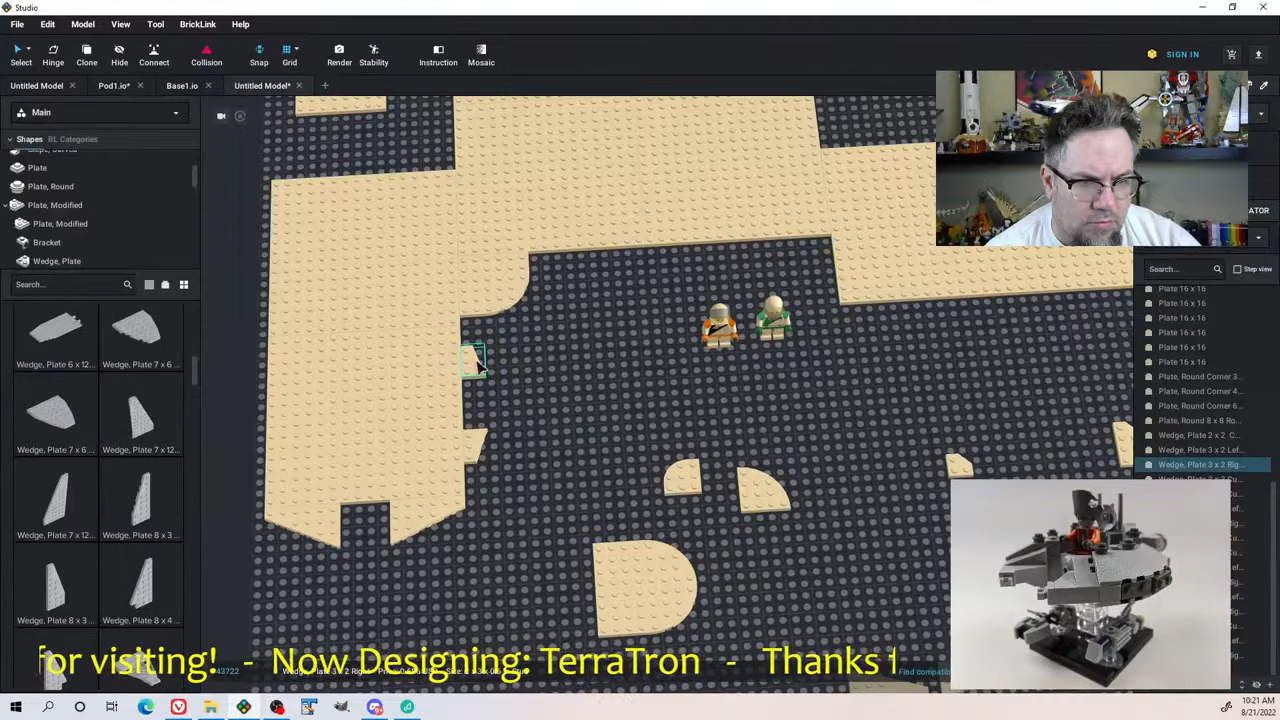 Studio
File Edit Model View Tool BrickLink Help
Select Hinge Clone Hide Connect Collision Snap Grid Render Stability Instruction Mosaic
SIGN IN
Untitled Model Pod1.io* Base1.io Untitled Model*
Main
Shapes BL Categories
Plate
Plate, Round
Plate, Modified
Plate, Modified
Bracket
Wedge, Plate
Search...
Wedge, Plate 6 x 12... Wedge, Plate 7 x 6 ...
Wedge, Plate 7 x 6 ... Wedge, Plate 7 x 12...
Wedge, Plate 7 x 12... Wedge, Plate 8 x 3 ...
Wedge, Plate 8 x 3 ... Wedge, Plate 8 x 4 ...
Search... Step view
Plate 16 x 16
Plate 16 x 16
Plate 16 x 16
Plate 16 x 16
Plate 16 x 16
Plate 16 x 16
Plate, Round Corner 3...
Plate, Round Corner 4...
Plate, Round Corner 6...
Plate, Round 8 x 8 Ro...
Wedge, Plate 2 x 2 C...
Wedge, Plate 3 x 2 Lef...
Wedge, Plate 3 x 2 Rig...
for visiting! - Now Designing: TerraTron - Thanks f
43722
Find compatib
10:21 AM
8/21/2022